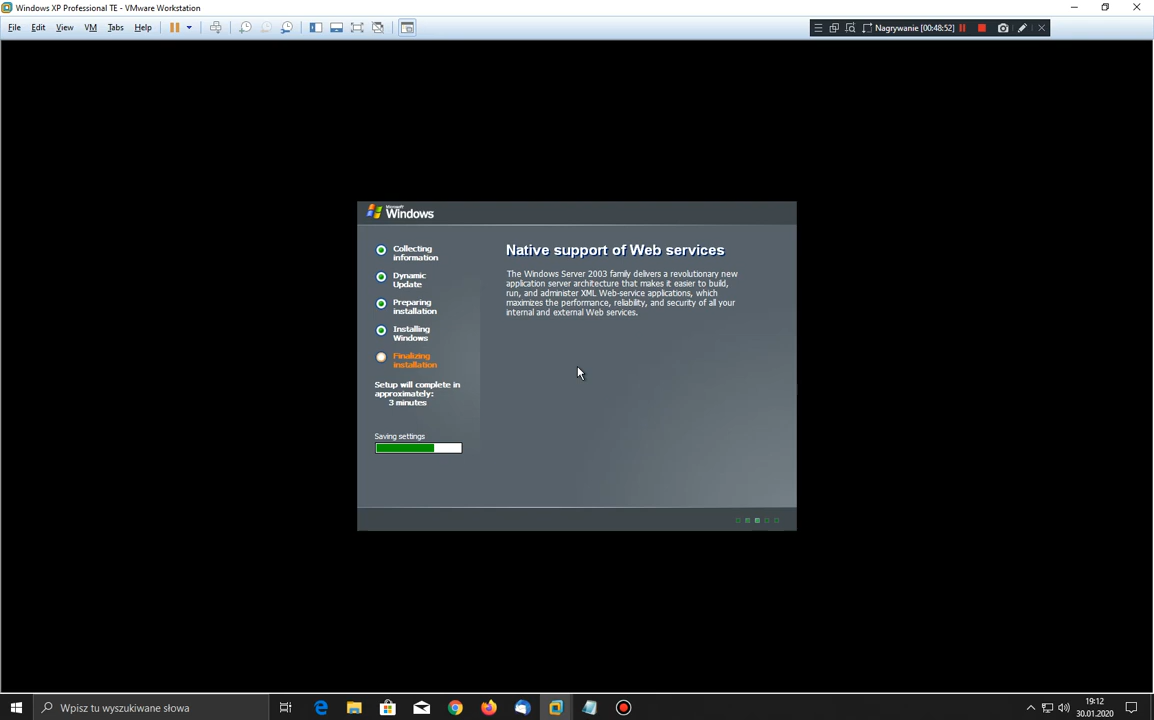 Windows XP Professional TE - VMware Workstation
File Edit View VM Tabs Help
Nagrywanie [00:48:52]
Microsoft
Windows
Collecting
information
Dynamic
Update
Preparing
installation
Installing
Windows
Finalizing
installation
Setup will complete in
approximately:
3 minutes
Saving settings
Native support of Web services
The Windows Server 2003 family delivers a revolutionary new
application server architecture that makes it easier to build,
run, and administer XML Web-service applications, which
maximizes the performance, reliability, and security of all your
internal and external Web services.
Wpisz tu wyszukiwane słowa
19:12
30.01.2020